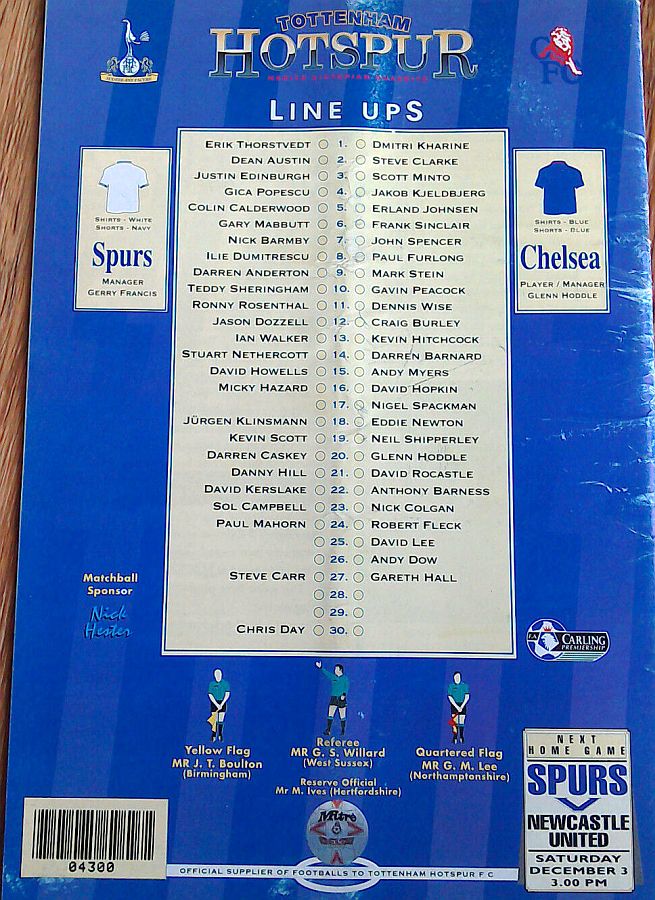 TOTTENHAM
HOTSPUR
LINE UPS
SHIRTS - WHITE
SHORTS - NAVY
Spurs
MANAGER
GERRY FRANCIS
ERIK THORSTVEDT 1. DMITRI KHARINE
DEAN AUSTIN 2. STEVE CLARKE
JUSTIN EDINBURGH 3. SCOTT MINTO
GICA POPESCU 4. JAKOB KJELDBJERG
COLIN CALDERWOOD 5. ERLAND JOHNSEN
GARY MABBUTT 6. FRANK SINCLAIR
NICK BARMBY 7. JOHN SPENCER
ILIE DUMITRESCU 8. PAUL FURLONG
DARREN ANDERTON 9. MARK STEIN
TEDDY SHERINGHAM 10. GAVIN PEACOCK
RONNY ROSENTHAL 11. DENNIS WISE
JASON DOZZELL 12. CRAIG BURLEY
IAN WALKER 13. KEVIN HITCHCOCK
STUART NETHERCOTT 14. DARREN BARNARD
DAVID HOWELLS 15. ANDY MYERS
MICKY HAZARD 16. DAVID HOPKIN
17. NIGEL SPACKMAN
JÜRGEN KLINSMANN 18. EDDIE NEWTON
KEVIN SCOTT 19. NEIL SHIPPERLEY
DARREN CASKEY 20. GLENN HODDLE
DANNY HILL 21. DAVID ROCASTLE
DAVID KERSLAKE 22. ANTHONY BARNESS
SOL CAMPBELL 23. NICK COLGAN
PAUL MAHORN 24. ROBERT FLECK
25. DAVID LEE
26. ANDY DOW
STEVE CARR 27. GARETH HALL
28.
29.
CHRIS DAY 30.
SHIRTS - BLUE
SHORTS - BLUE
Chelsea
PLAYER / MANAGER
GLENN HODDLE
Matchball
Sponsor
Nick
Hester
F.A.
CARLING
PREMIERSHIP
Yellow Flag
MR J. T. Boulton
(Birmingham)
Referee
MR G. S. Willard
(West Sussex)
Reserve Official
Mr M. Ives (Hertfordshire)
Quartered Flag
MR G. M. Lee
(Northamptonshire)
NEXT
HOME GAME
SPURS
V
NEWCASTLE
UNITED
SATURDAY
DECEMBER 3
3.00 PM
04300
Mitre
OFFICIAL SUPPLIER OF FOOTBALLS TO TOTTENHAM HOTSPUR F C